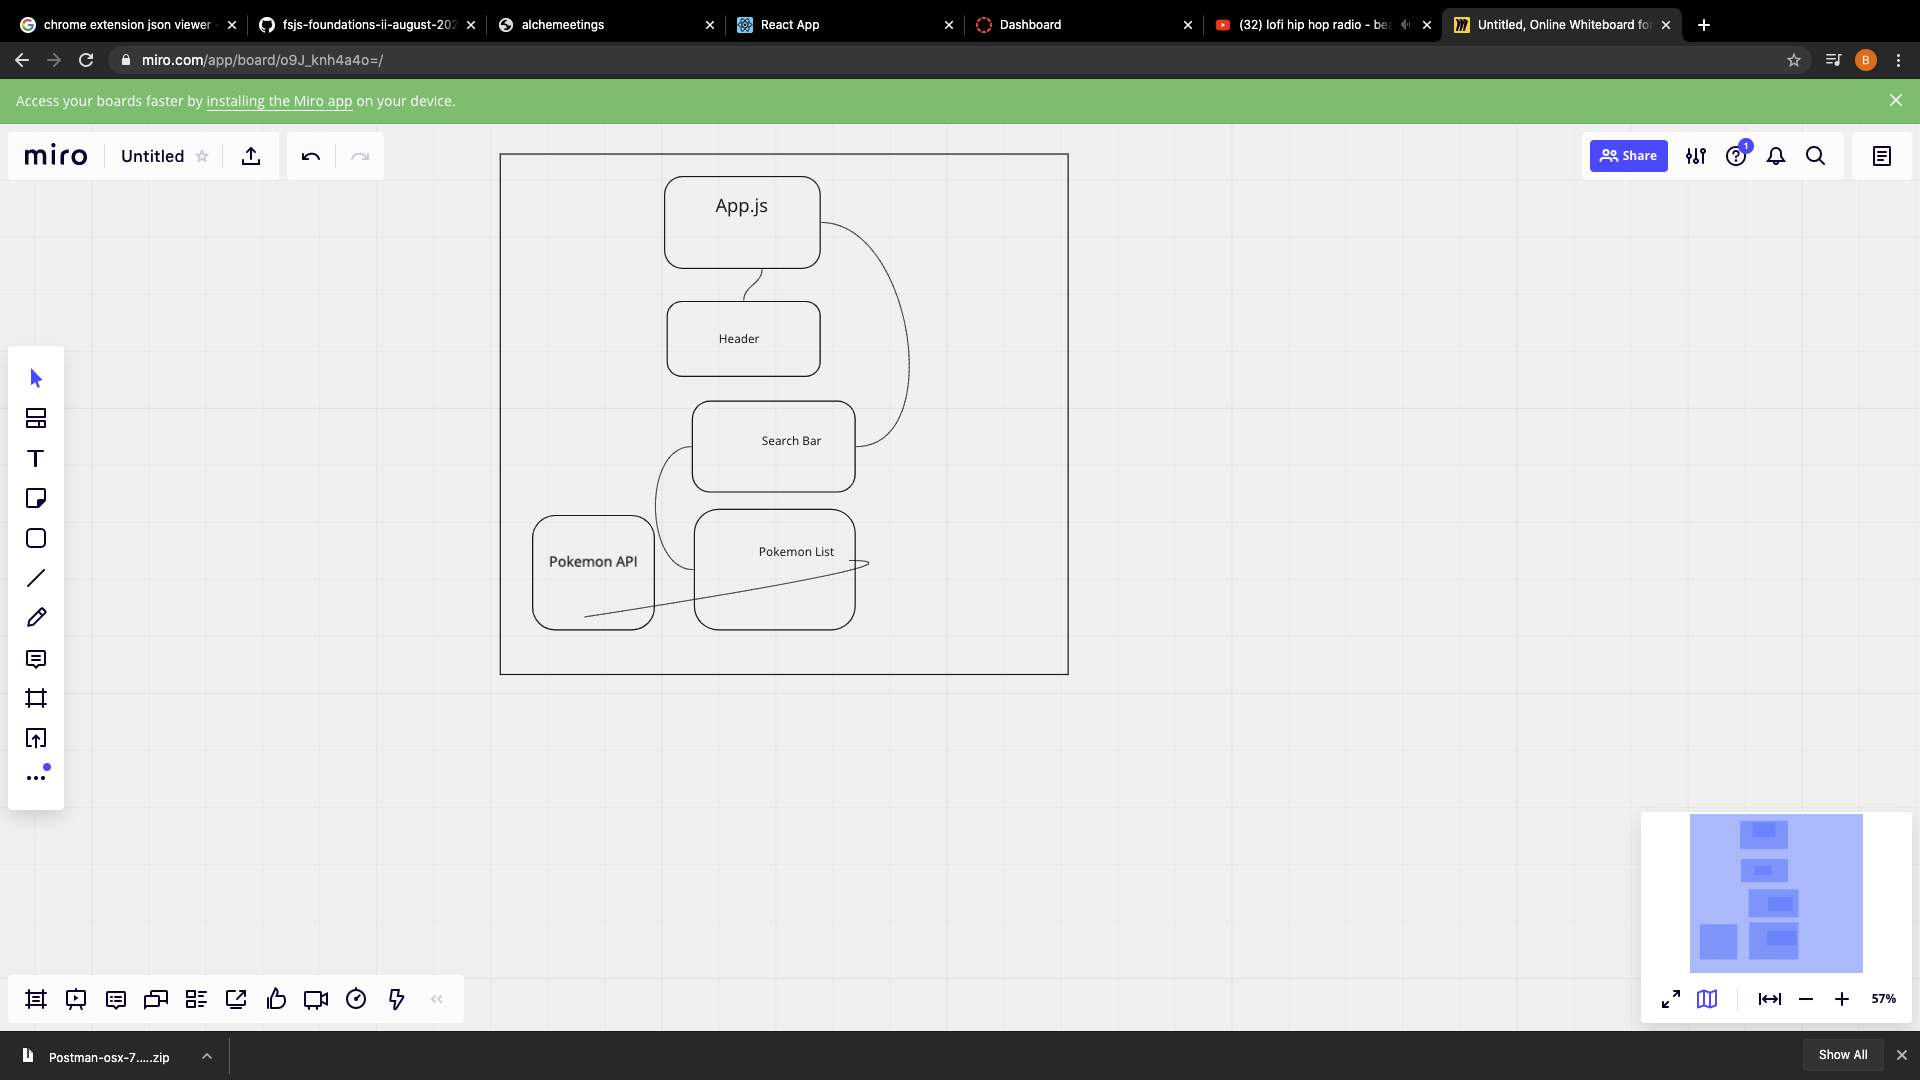 chrome extension json viewer -
fsjs-foundations-ii-august-202
alchemeetings
React App
Dashboard
(32) lofi hip hop radio - bea
Untitled, Online Whiteboard for
miro.com/app/board/o9J_knh4a4o=/
B
Access your boards faster by installing the Miro app on your device.
miro
Untitled
Share
1
App.js
Header
Search Bar
Pokemon List
Pokemon API
57%
Postman-osx-7.....zip
Show All